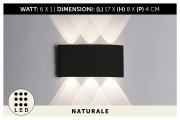 WATT: 6 X 1 | DIMENSIONI: (L) 17 X (H) 8 X (P) 4 CM
LED
NATURALE